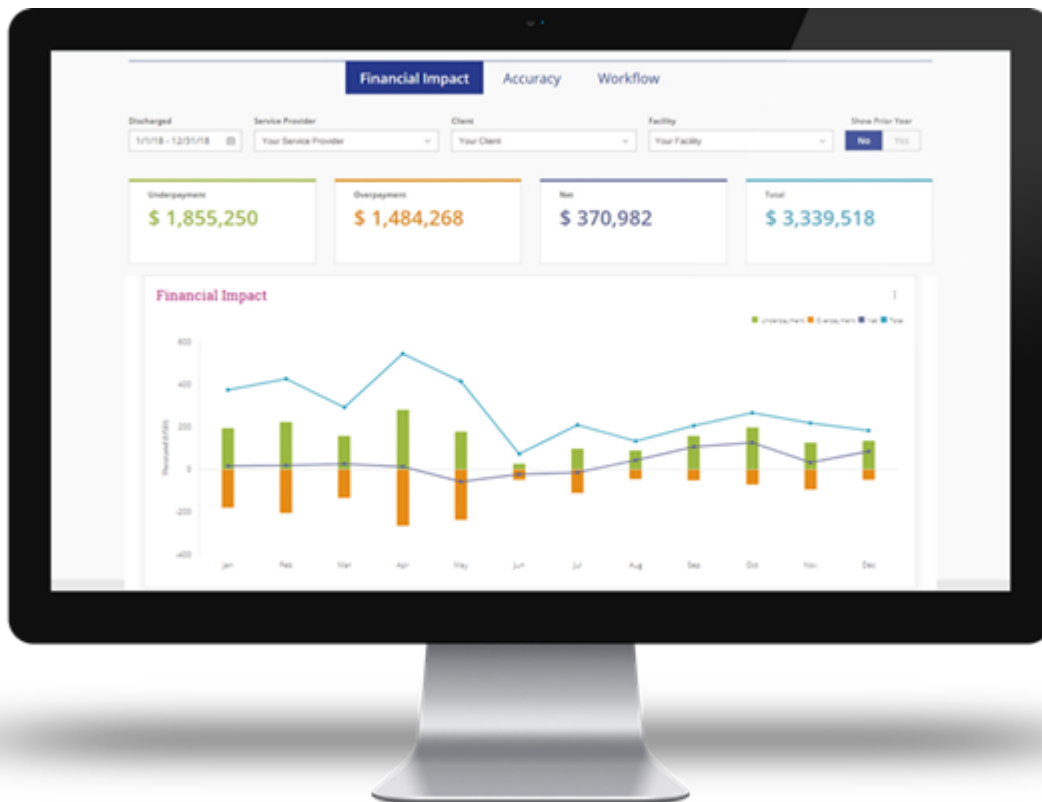 Financial Impact Accuracy Workflow
Discharged Service Provider Client Facility Show Prior Year
1/1/18 - 12/31/18 Your Service Provider Your Client Your Facility No Yes
Underpayment Overpayment Net Total
$ 1,855,250 $ 1,484,268 $ 370,982 $ 3,339,518
Financial Impact
Underpayment Overpayment Net Total
600
400
200
0
-200
-400
Thousand (USD)
Jan Feb Mar Apr May Jun Jul Aug Sep Oct Nov Dec